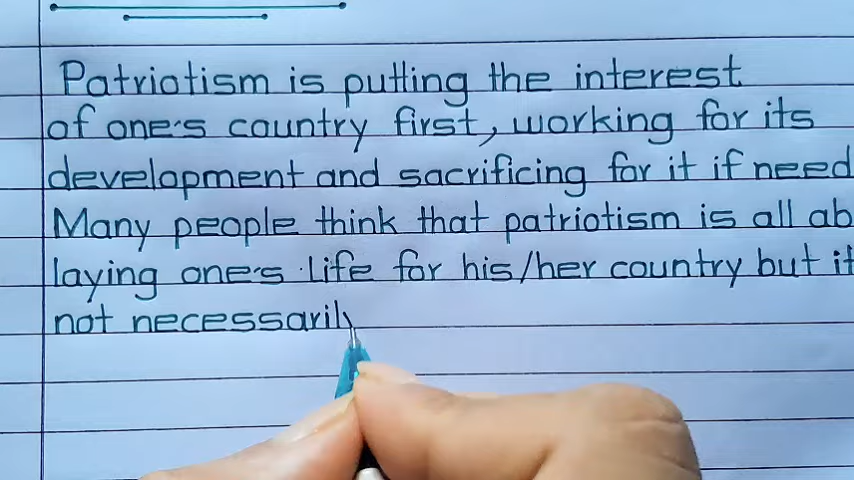 Patriotism is putting the interest
of one's country first, working for its
development and sacrificing for it if need
Many people think that patriotism is all ab
laying one's life for his/her country but it
not necessarily